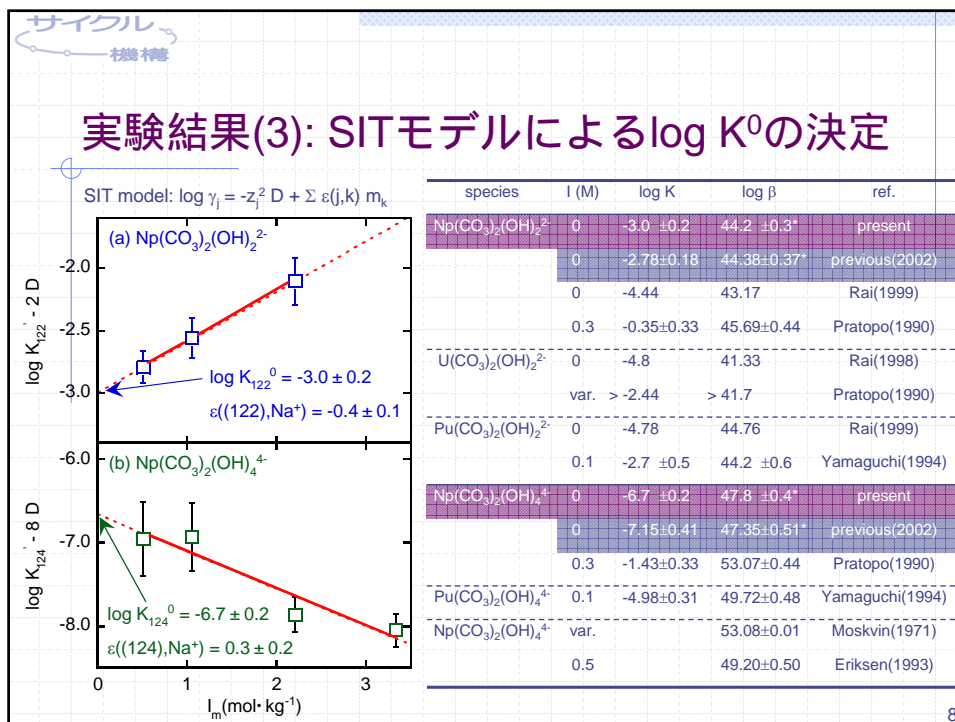 サイクル
機構
実験結果(3): SITモデルによるlog K⁰の決定
SIT model: log γⱼ = -zⱼ² D + Σ ε(j,k) mₖ
(a) Np(CO₃)₂(OH)₂²⁻
log K₁₂₂' - 2 D
-2.0
-2.5
-3.0
log K₁₂₂⁰ = -3.0 ± 0.2
ε((122),Na⁺) = -0.4 ± 0.1
(b) Np(CO₃)₂(OH)₄⁴⁻
log K₁₂₄' - 8 D
-6.0
-7.0
-8.0
log K₁₂₄⁰ = -6.7 ± 0.2
ε((124),Na⁺) = 0.3 ± 0.2
0 1 2 3
Iₘ(mol・kg⁻¹)
species I (M) log K log β ref.
Np(CO₃)₂(OH)₂²⁻ 0 -3.0 ±0.2 44.2 ±0.3* present
0 -2.78±0.18 44.38±0.37* previous(2002)
0 -4.44 43.17 Rai(1999)
0.3 -0.35±0.33 45.69±0.44 Pratopo(1990)
U(CO₃)₂(OH)₂²⁻ 0 -4.8 41.33 Rai(1998)
var. > -2.44 > 41.7 Pratopo(1990)
Pu(CO₃)₂(OH)₂²⁻ 0 -4.78 44.76 Rai(1999)
0.1 -2.7 ±0.5 44.2 ±0.6 Yamaguchi(1994)
Np(CO₃)₂(OH)₄⁴⁻ 0 -6.7 ±0.2 47.8 ±0.4* present
0 -7.15±0.41 47.35±0.51* previous(2002)
0.3 -1.43±0.33 53.07±0.44 Pratopo(1990)
Pu(CO₃)₂(OH)₄⁴⁻ 0.1 -4.98±0.31 49.72±0.48 Yamaguchi(1994)
Np(CO₃)₂(OH)₄⁴⁻ var. 53.08±0.01 Moskvin(1971)
0.5 49.20±0.50 Eriksen(1993)
8